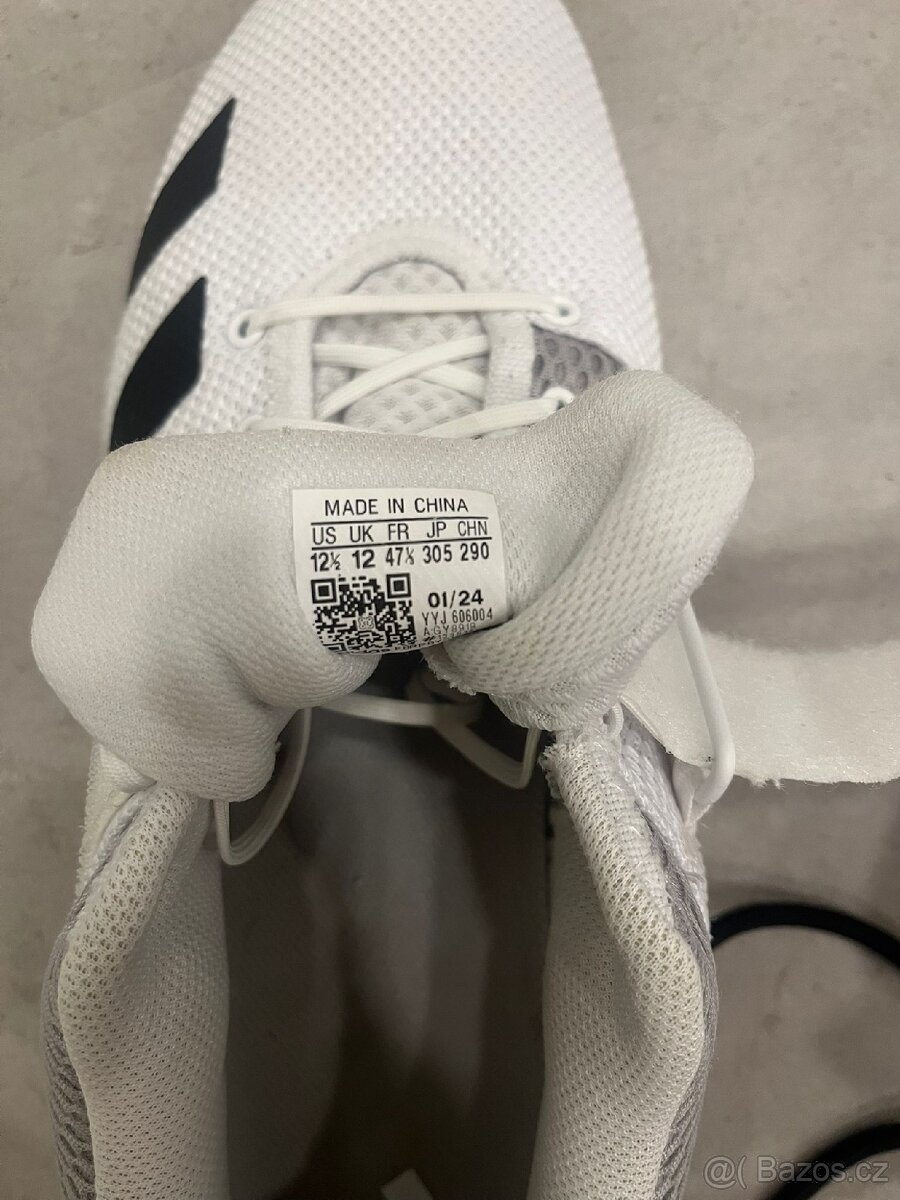 MADE IN CHINA
US UK FR JP CHN
12½ 12 47⅓ 305 290
01/24
YYJ 606004
@( Bazos.cz